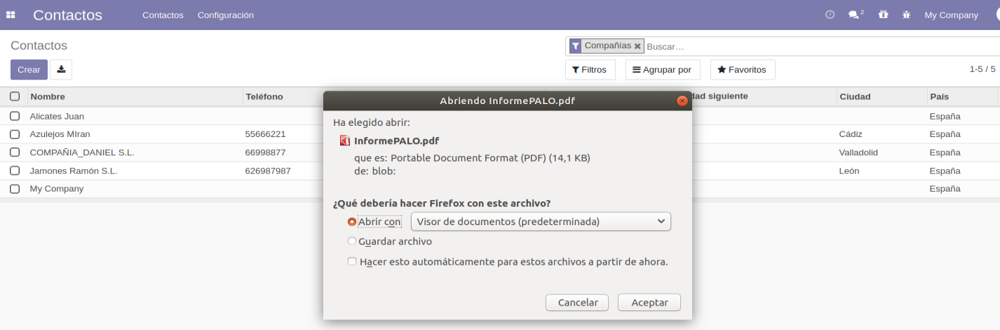 Contactos Contactos Configuración 2 My Company
Contactos
Compañías Buscar...
Crear Filtros Agrupar por Favoritos 1-5 / 5
Nombre Teléfono siguiente Ciudad País
Alicates Juan España
Azulejos MIran 55666221 Cádiz España
COMPAÑIA_DANIEL S.L. 66998877 Valladolid España
Jamones Ramón S.L. 626987987 León España
My Company España
Abriendo InformePALO.pdf
Ha elegido abrir:
InformePALO.pdf
que es: Portable Document Format (PDF) (14,1 KB)
de: blob:
¿Qué debería hacer Firefox con este archivo?
Abrir con Visor de documentos (predeterminada)
Guardar archivo
Hacer esto automáticamente para estos archivos a partir de ahora.
Cancelar Aceptar